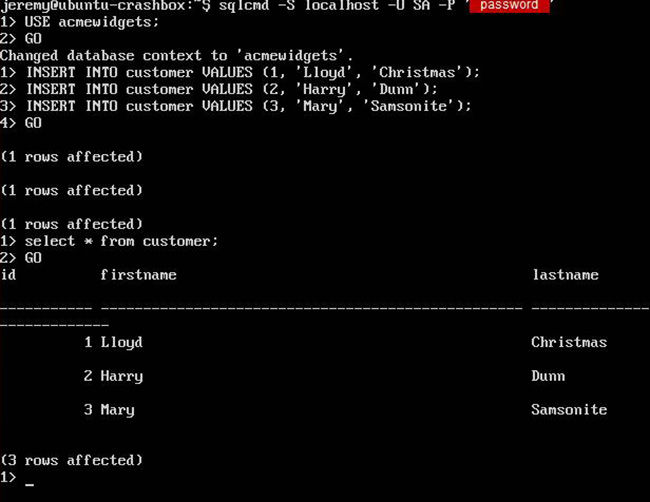 jeremy@ubuntu-crashbox:~$ sqlcmd -S localhost -U SA -P ' password '
1> USE acmewidgets;
2> GO
Changed database context to 'acmewidgets'.
1> INSERT INTO customer VALUES (1, 'Lloyd', 'Christmas');
2> INSERT INTO customer VALUES (2, 'Harry', 'Dunn');
3> INSERT INTO customer VALUES (3, 'Mary', 'Samsonite');
4> GO
(1 rows affected)
(1 rows affected)
(1 rows affected)
1> select * from customer;
2> GO
id firstname lastname
----------- -------------------------------------------------- --------------
-------------
1 Lloyd Christmas
2 Harry Dunn
3 Mary Samsonite
(3 rows affected)
1> _